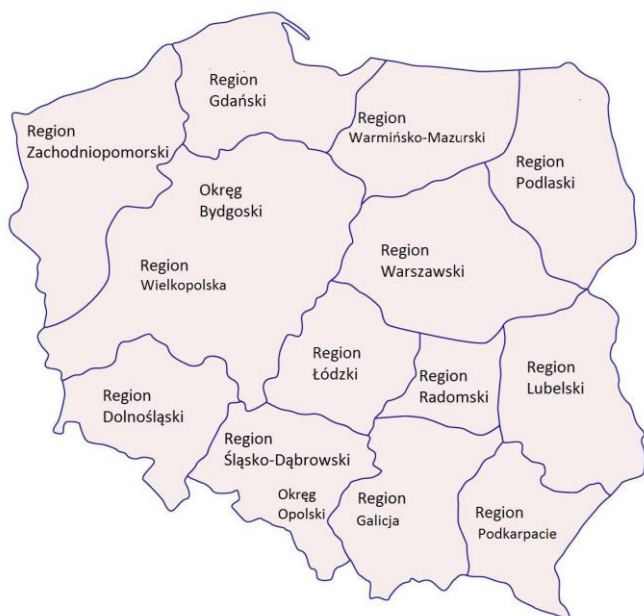 Region
Gdański
Region
Warmińsko-Mazurski
Region
Zachodniopomorski
Region
Podlaski
Okręg
Bydgoski
Region
Wielkopolska
Region
Warszawski
Region
Łódzki
Region
Radomski
Region
Lubelski
Region
Dolnośląski
Region
Śląsko-Dąbrowski
Okręg
Opolski
Region
Galicja
Region
Podkarpacie